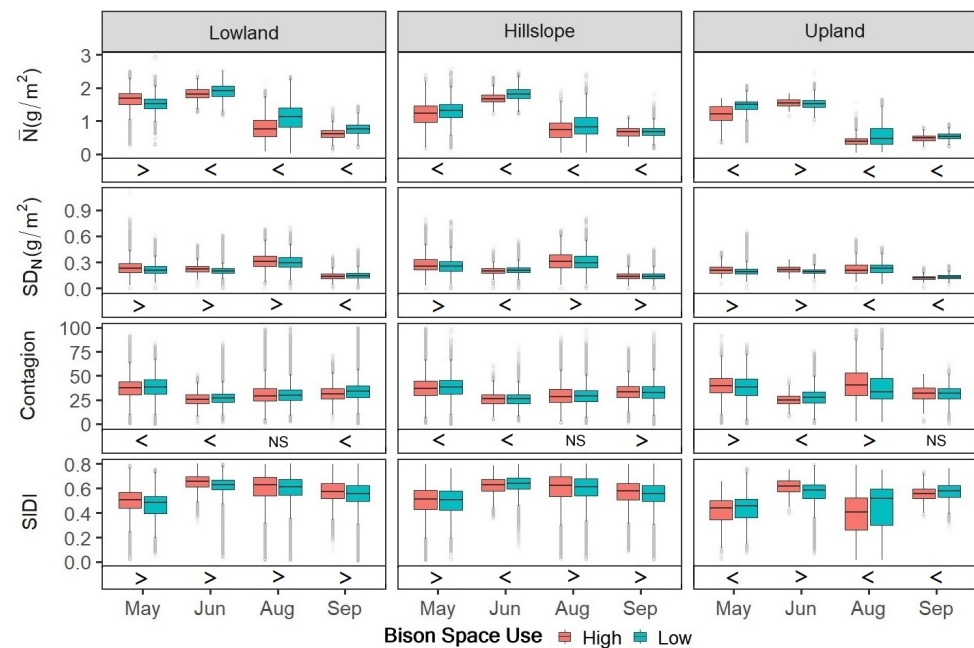 Lowland Hillslope Upland
N̄(g/m²)
3
2
1
0
> < < < < < < < < > < <
SD_N(g/m²)
0.9
0.6
0.3
0.0
> > > < > < > > > > < <
Contagion
100
75
50
25
0
< < NS < < < NS > > < > NS
SIDI
0.8
0.6
0.4
0.2
0.0
> > > > > < > > < > < <
May Jun Aug Sep May Jun Aug Sep May Jun Aug Sep
Bison Space Use High Low